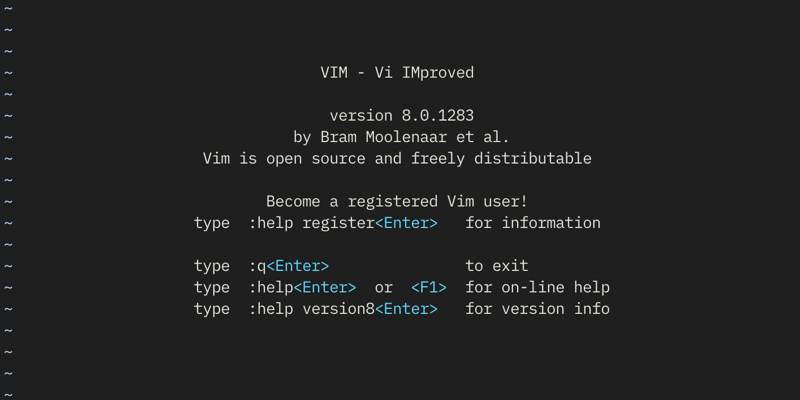 ~
~
~
~ VIM - Vi IMproved
~
~ version 8.0.1283
~ by Bram Moolenaar et al.
~ Vim is open source and freely distributable
~
~ Become a registered Vim user!
~ type :help register<Enter> for information
~
~ type :q<Enter> to exit
~ type :help<Enter> or <F1> for on-line help
~ type :help version8<Enter> for version info
~
~
~
~